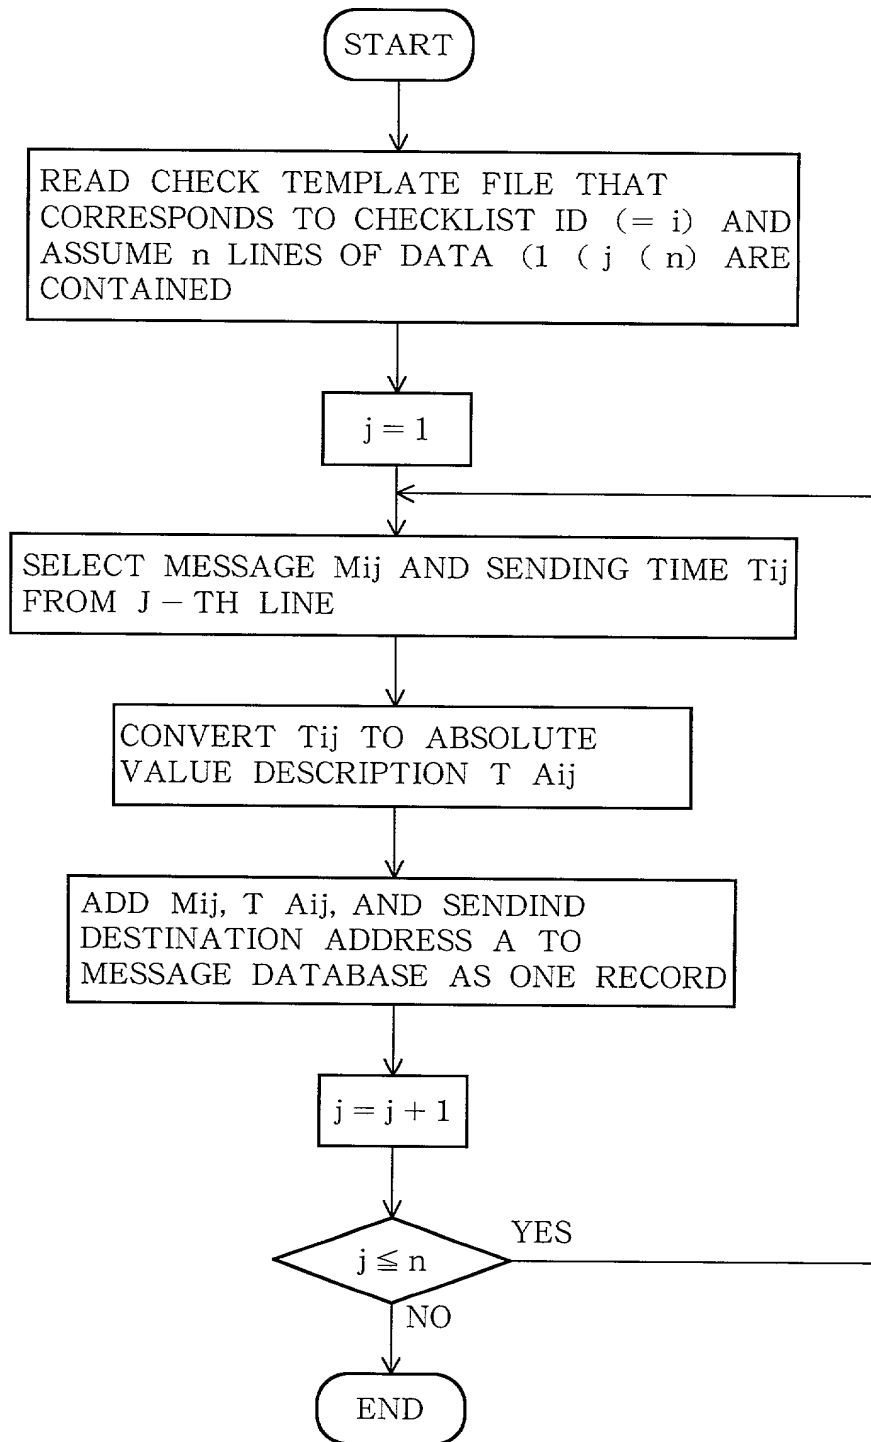 START
READ CHECK TEMPLATE FILE THAT
CORRESPONDS TO CHECKLIST ID (= i) AND
ASSUME n LINES OF DATA (1 ( j ( n) ARE
CONTAINED
j = 1
SELECT MESSAGE Mij AND SENDING TIME Tij
FROM J - TH LINE
CONVERT Tij TO ABSOLUTE
VALUE DESCRIPTION T Aij
ADD Mij, T Aij, AND SENDIND
DESTINATION ADDRESS A TO
MESSAGE DATABASE AS ONE RECORD
j = j + 1
j ≦ n
YES
NO
END